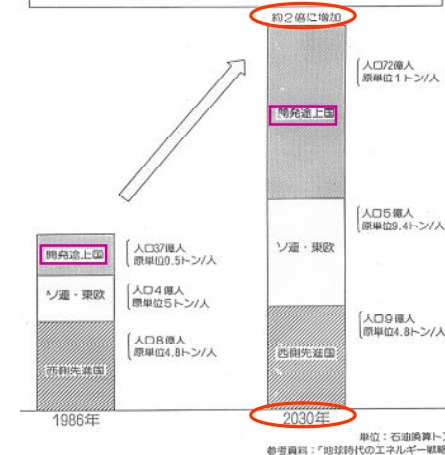 約2倍に増加
人口72億人
原単位1トン/人
開発途上国
人口5億人
原単位9.4トン/人
ソ連・東欧
人口9億人
原単位4.8トン/人
西側先進国
2030年
人口37億人
原単位0.5トン/人
開発途上国
人口4億人
原単位5トン/人
ソ連・東欧
人口8億人
原単位4.8トン/人
西側先進国
1986年
単位:石油換算ト
参考資料:「地球時代のエネルギー戦略